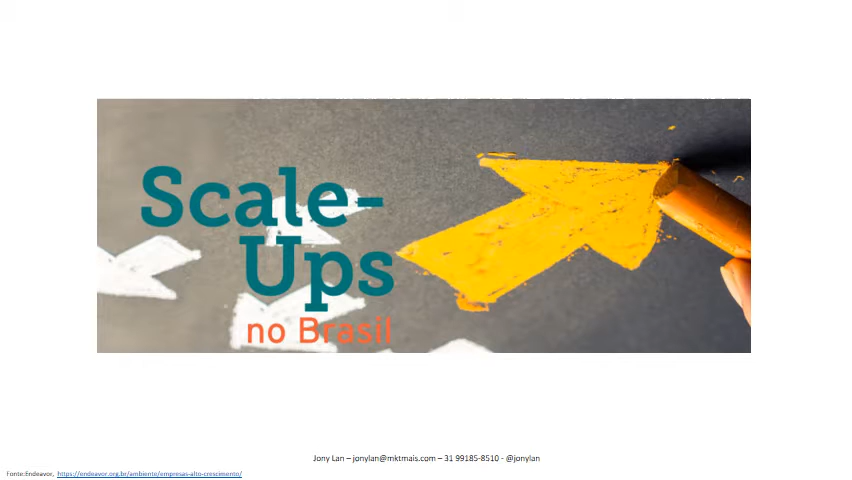 Scale-
Ups
no Brasil
Jony Lan – jonylan@mktmais.com – 31 99185-8510 - @jonylan
Fonte:Endeavor, https://endeavor.org.br/ambiente/empresas-alto-crescimento/